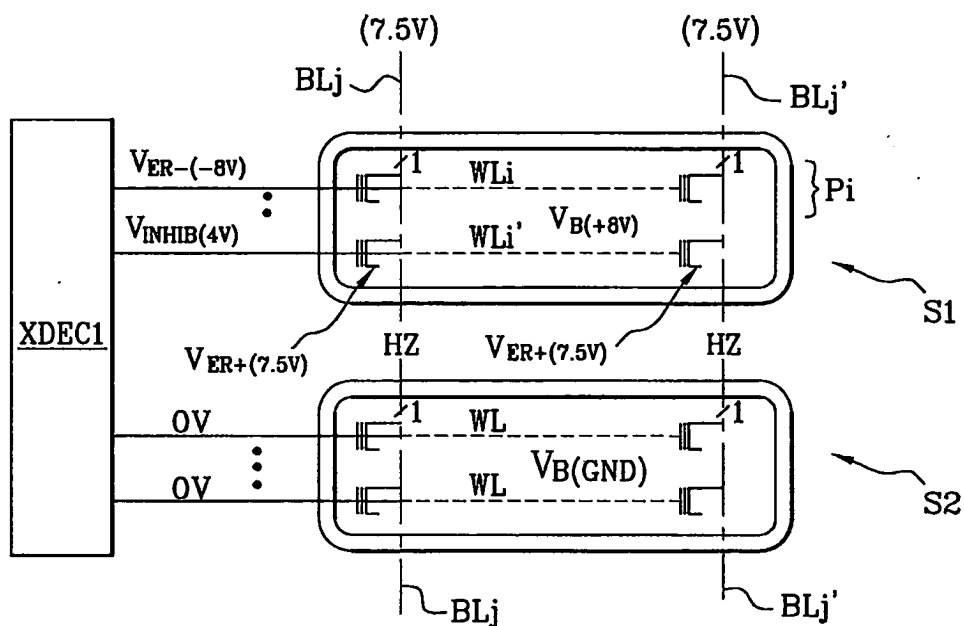 (7.5V) (7.5V)
BLj BLj'
VER-(-8V) 1 WLi 1 Pi
VINHIB(4V) WLi' VB(+8V)
XDEC1 S1
VER+(7.5V) HZ VER+(7.5V) HZ
1 1
0V WL
VB(GND)
0V WL S2
BLj BLj'